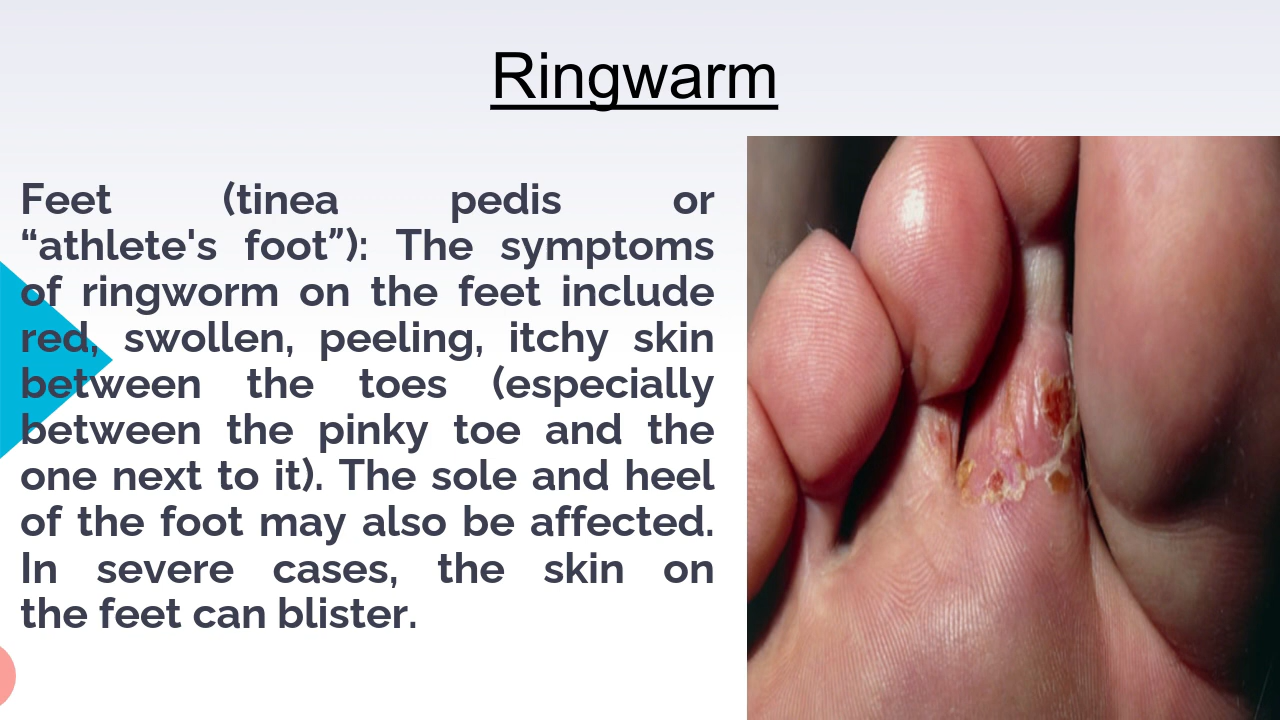 Ringwarm
Feet (tinea pedis or
“athlete's foot”): The symptoms
of ringworm on the feet include
red, swollen, peeling, itchy skin
between the toes (especially
between the pinky toe and the
one next to it). The sole and heel
of the foot may also be affected.
In severe cases, the skin on
the feet can blister.